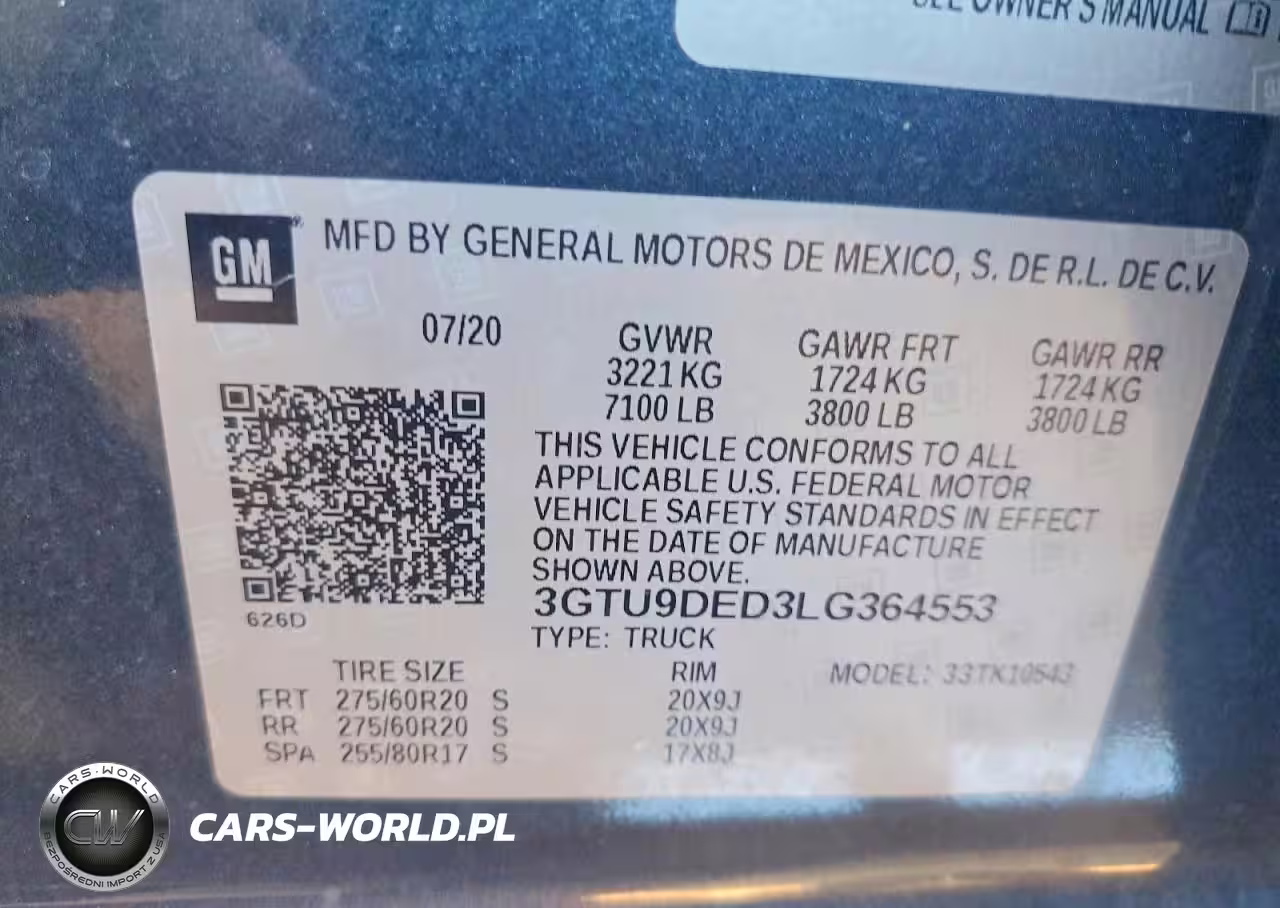 SEE OWNER'S MANUAL
GM
MFD BY GENERAL MOTORS DE MEXICO, S. DE R.L. DE C.V.
07/20 GVWR GAWR FRT GAWR RR
3221 KG 1724 KG 1724 KG
7100 LB 3800 LB 3800 LB
THIS VEHICLE CONFORMS TO ALL
APPLICABLE U.S. FEDERAL MOTOR
VEHICLE SAFETY STANDARDS IN EFFECT
ON THE DATE OF MANUFACTURE
SHOWN ABOVE.
3GTU9DED3LG364553
626D
TYPE: TRUCK
TIRE SIZE RIM MODEL: 33TK10543
FRT 275/60R20 S 20X9J
RR 275/60R20 S 20X9J
SPA 255/80R17 S 17X8J
CARS-WORLD
CW
BEZPOŚREDNI IMPORT Z USA
CARS-WORLD.PL